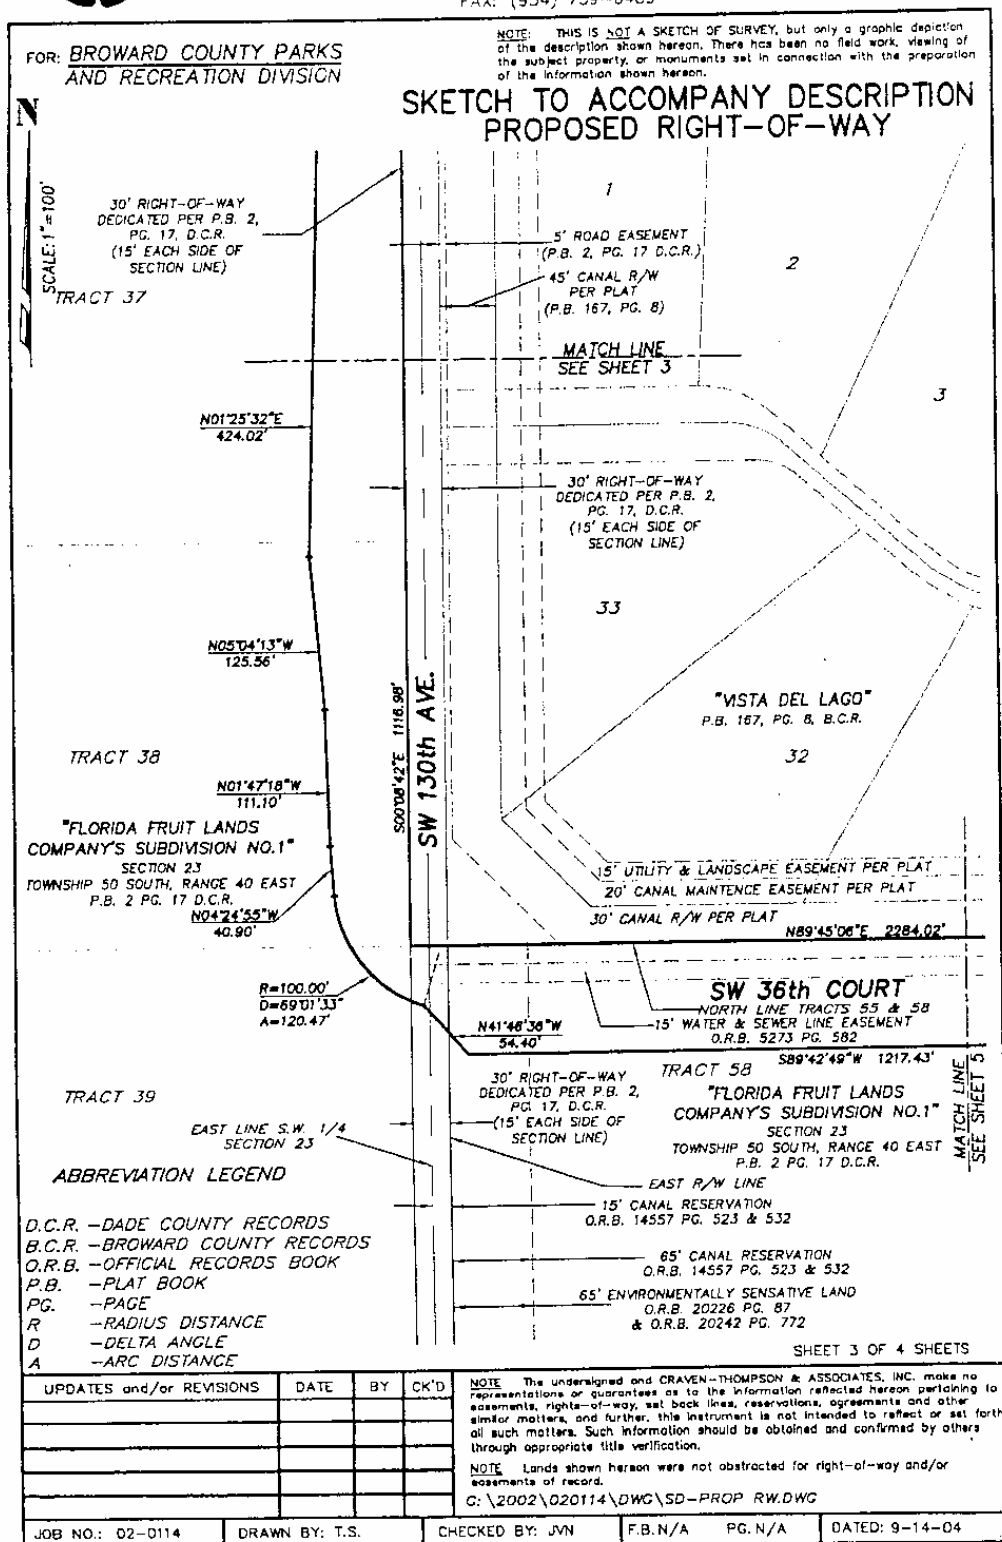 FAX: (954) 739-6409
FOR: BROWARD COUNTY PARKS
AND RECREATION DIVISION
NOTE: THIS IS NOT A SKETCH OF SURVEY, but only a graphic depiction
of the description shown hereon. There has been no field work, viewing of
the subject property, or monuments set in connection with the preparation
of the information shown hereon.
SKETCH TO ACCOMPANY DESCRIPTION
PROPOSED RIGHT-OF-WAY
N
SCALE: 1"=100'
30' RIGHT-OF-WAY
DEDICATED PER P.B. 2,
PG. 17, D.C.R.
(15' EACH SIDE OF
SECTION LINE)
TRACT 37
1
5' ROAD EASEMENT
(P.B. 2, PG. 17 D.C.R.)
2
45' CANAL R/W
PER PLAT
(P.B. 167, PG. 8)
MATCH LINE
SEE SHEET 3
3
N01°25'32"E
424.02'
30' RIGHT-OF-WAY
DEDICATED PER P.B. 2,
PG. 17, D.C.R.
(15' EACH SIDE OF
SECTION LINE)
33
N05°04'13"W
125.56'
S00°08'42"E 1116.98'
SW 130th AVE.
"VISTA DEL LAGO"
P.B. 167, PG. 8, B.C.R.
32
TRACT 38
N01°47'18"W
111.10'
"FLORIDA FRUIT LANDS
COMPANY'S SUBDIVISION NO.1"
SECTION 23
TOWNSHIP 50 SOUTH, RANGE 40 EAST
P.B. 2 PG. 17 D.C.R.
N04°24'55"W
40.90'
15' UTILITY & LANDSCAPE EASEMENT PER PLAT
20' CANAL MAINTENCE EASEMENT PER PLAT
30' CANAL R/W PER PLAT
N89°45'06"E 2284.02'
R=100.00'
D=69°01'33"
A=120.47'
SW 36th COURT
NORTH LINE TRACTS 55 & 58
15' WATER & SEWER LINE EASEMENT
O.R.B. 5273 PG. 582
N41°46'36"W
54.40'
S89°42'49"W 1217.43'
TRACT 58
"FLORIDA FRUIT LANDS
COMPANY'S SUBDIVISION NO.1"
SECTION 23
TOWNSHIP 50 SOUTH, RANGE 40 EAST
P.B. 2 PG. 17 D.C.R.
MATCH LINE
SEE SHEET 5
30' RIGHT-OF-WAY
DEDICATED PER P.B. 2,
PG. 17, D.C.R.
(15' EACH SIDE OF
SECTION LINE)
TRACT 39
EAST LINE S.W. 1/4
SECTION 23
EAST R/W LINE
15' CANAL RESERVATION
O.R.B. 14557 PG. 523 & 532
65' CANAL RESERVATION
O.R.B. 14557 PG. 523 & 532
65' ENVIRONMENTALLY SENSATIVE LAND
O.R.B. 20226 PG. 87
& O.R.B. 20242 PG. 772
ABBREVIATION LEGEND
D.C.R. -DADE COUNTY RECORDS
B.C.R. -BROWARD COUNTY RECORDS
O.R.B. -OFFICIAL RECORDS BOOK
P.B. -PLAT BOOK
PG. -PAGE
R -RADIUS DISTANCE
D -DELTA ANGLE
A -ARC DISTANCE
SHEET 3 OF 4 SHEETS
UPDATES and/or REVISIONS DATE BY CK'D
NOTE The undersigned and CRAVEN-THOMPSON & ASSOCIATES, INC. make no
representations or guarantees as to the information reflected hereon pertaining to
easements, rights-of-way, set back lines, reservations, agreements and other
similar matters, and further, this instrument is not intended to reflect or set forth
all such matters. Such information should be obtained and confirmed by others
through appropriate title verification.
NOTE Lands shown hereon were not abstracted for right-of-way and/or
easements of record.
G:\2002\020114\DWG\SD-PROP RW.DWG
JOB NO.: 02-0114 DRAWN BY: T.S. CHECKED BY: JVN F.B. N/A PG. N/A DATED: 9-14-04